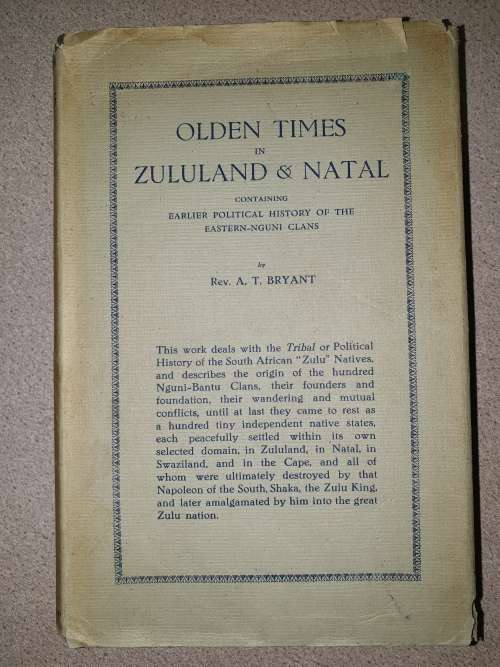 OLDEN TIMES
IN
ZULULAND & NATAL
CONTAINING
EARLIER POLITICAL HISTORY OF THE
EASTERN-NGUNI CLANS
by
Rev. A. T. BRYANT
This work deals with the Tribal or Political
History of the South African "Zulu" Natives,
and describes the origin of the hundred
Nguni-Bantu Clans, their founders and
foundation, their wandering and mutual
conflicts, until at last they came to rest as
a hundred tiny independent native states,
each peacefully settled within its own
selected domain, in Zululand, in Natal, in
Swaziland, and in the Cape, and all of
whom were ultimately destroyed by that
Napoleon of the South, Shaka, the Zulu King,
and later amalgamated by him into the great
Zulu nation.